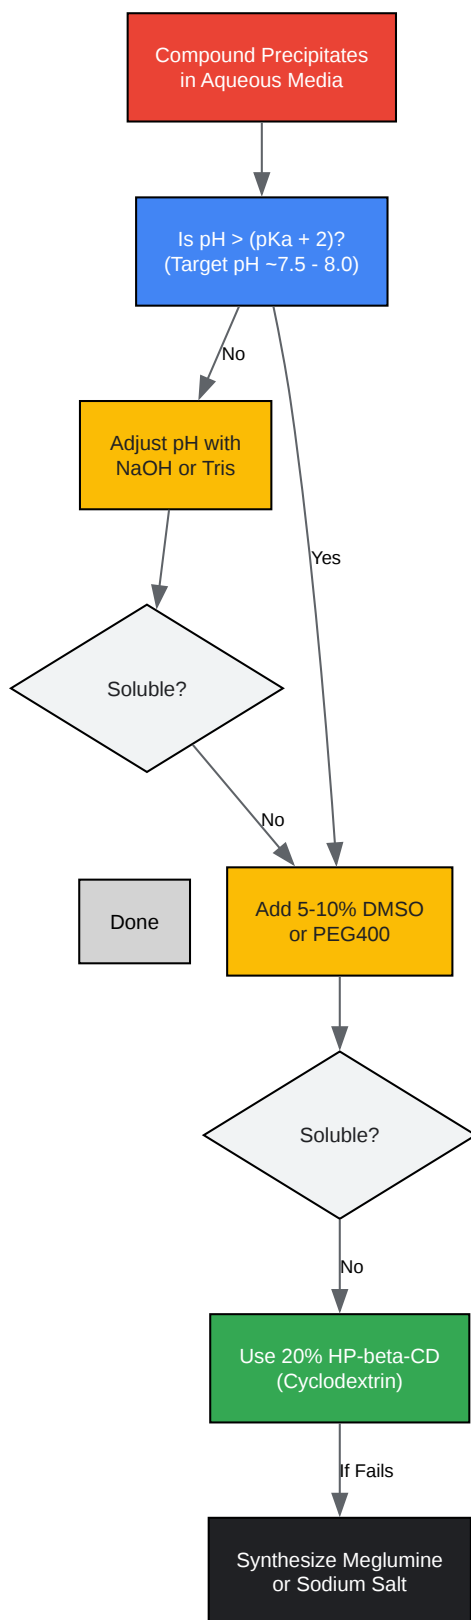 Compound Precipitates
in Aqueous Media
Is pH > (pKa + 2)?
(Target pH ~7.5 - 8.0)
No
Adjust pH with
NaOH or Tris
Yes
Soluble?
No
Add 5-10% DMSO
or PEG400
Done
Soluble?
No
Use 20% HP-beta-CD
(Cyclodextrin)
If Fails
Synthesize Meglumine
or Sodium Salt